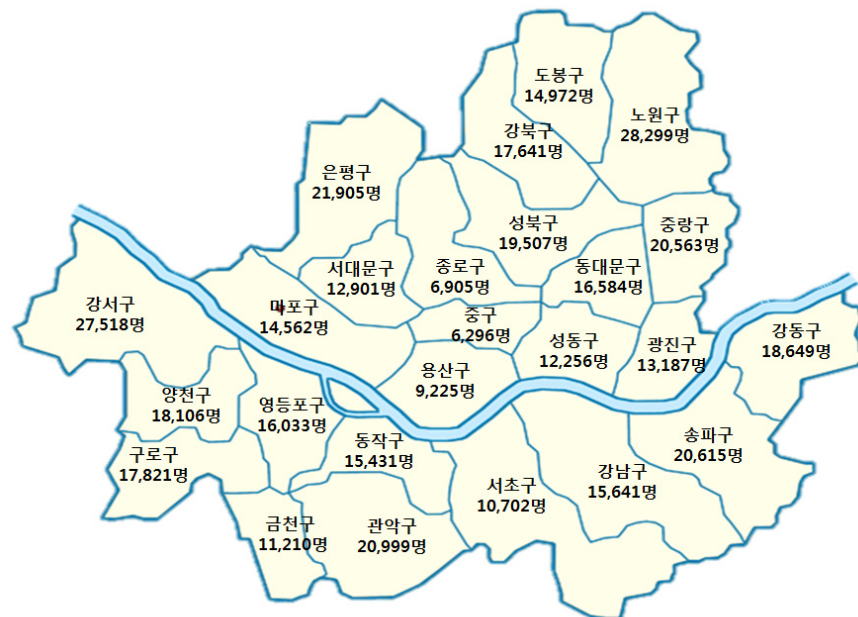 도봉구
14,972명
노원구
28,299명
강북구
17,641명
은평구
21,905명
성북구
19,507명
중랑구
20,563명
서대문구
12,901명
종로구
6,905명
동대문구
16,584명
강서구
27,518명
마포구
14,562명
중구
6,296명
성동구
12,256명
광진구
13,187명
강동구
18,649명
용산구
9,225명
양천구
18,106명
영등포구
16,033명
동작구
15,431명
송파구
20,615명
구로구
17,821명
서초구
10,702명
강남구
15,641명
금천구
11,210명
관악구
20,999명